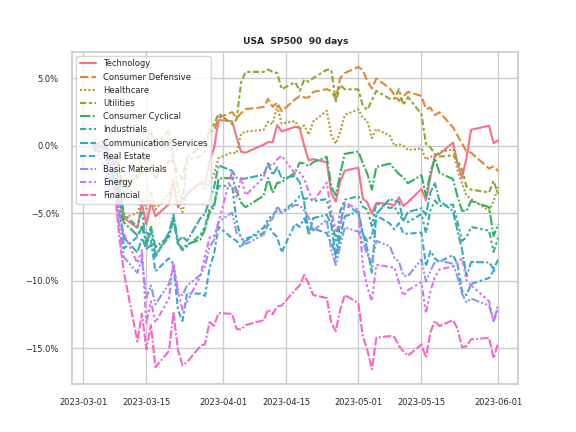 USA SP500 90 days
Technology
Consumer Defensive
Healthcare
Utilities
Consumer Cyclical
Industrials
Communication Services
Real Estate
Basic Materials
Energy
Financial
5.0%
2.5%
0.0%
−5.0%
−10.0%
−15.0%
2023-03-01 2023-03-15 2023-04-01 2023-04-15 2023-05-01 2023-05-15 2023-06-01